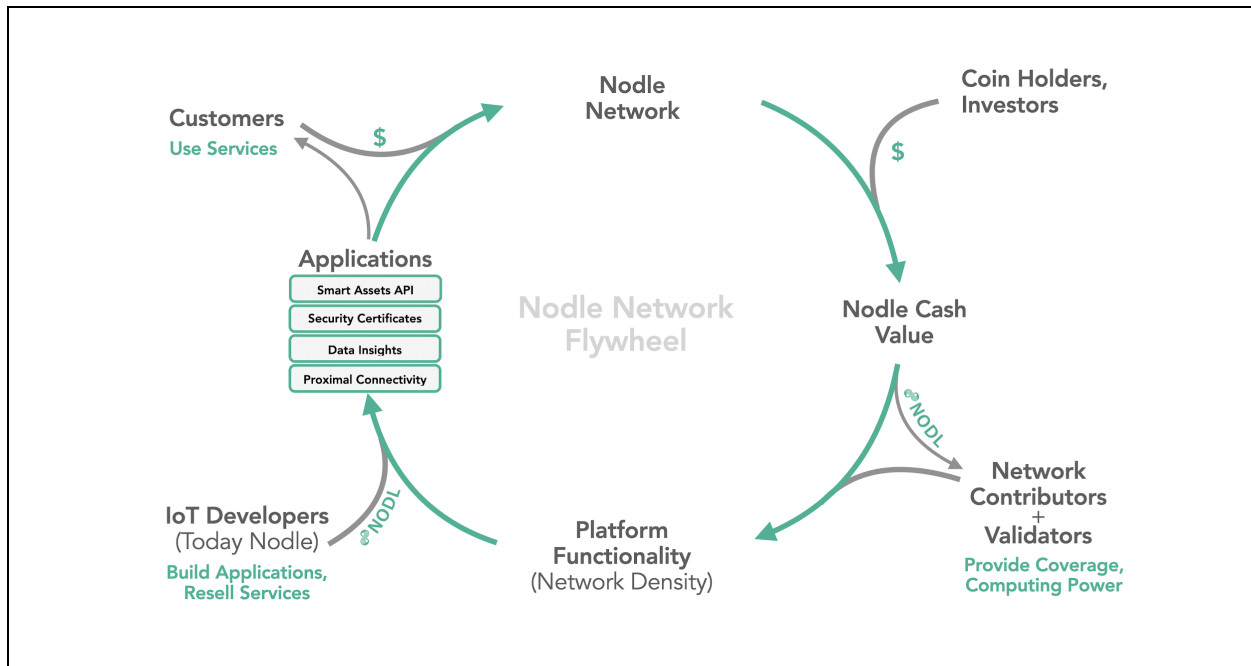 Nodle
Network
Coin Holders,
Investors
Customers
Use Services
$
$
Applications
Smart Assets API
Security Certificates
Data Insights
Proximal Connectivity
Nodle Network
Flywheel
Nodle Cash
Value
NODL
Network
Contributors
+
Validators
Provide Coverage,
Computing Power
IoT Developers
(Today Nodle)
Build Applications,
Resell Services
NODL
Platform
Functionality
(Network Density)